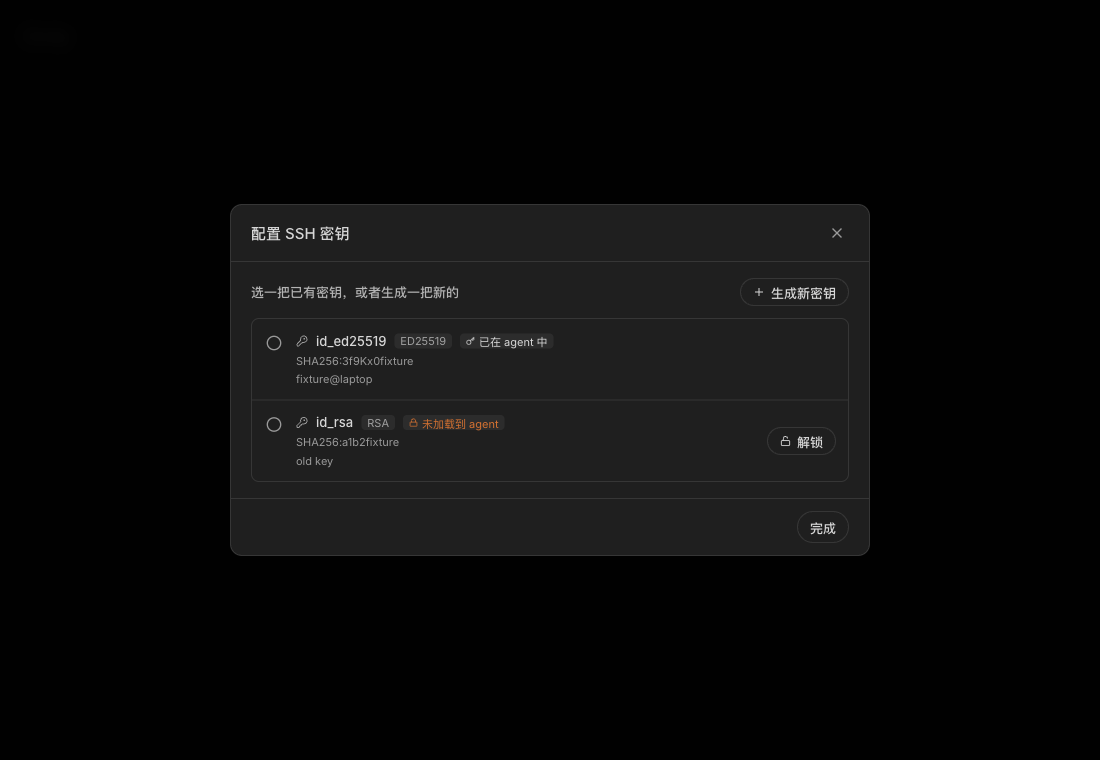 配置 SSH 密钥
选一把已有密钥，或者生成一把新的
生成新密钥
id_ed25519 ED25519 已在 agent 中
SHA256:3f9Kx0fixture
fixture@laptop
id_rsa RSA 未加载到 agent
SHA256:a1b2fixture
old key
解锁
完成